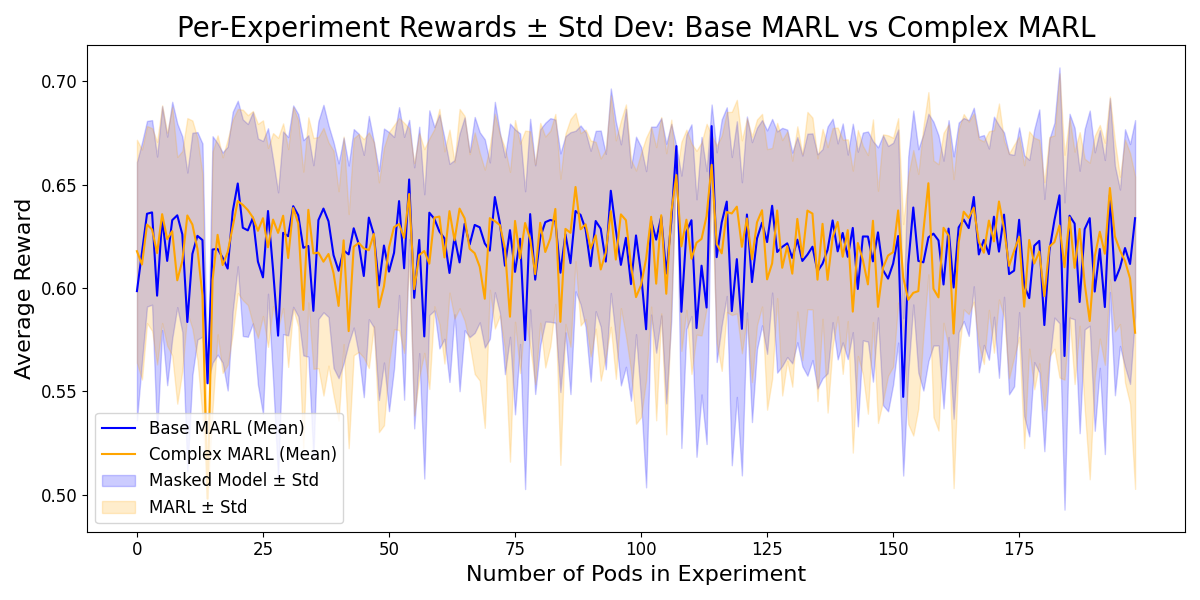 Per-Experiment Rewards ± Std Dev: Base MARL vs Complex MARL
Average Reward
0.70
0.65
0.60
0.55
0.50
Base MARL (Mean)
Complex MARL (Mean)
Masked Model ± Std
MARL ± Std
0 25 50 75 100 125 150 175
Number of Pods in Experiment